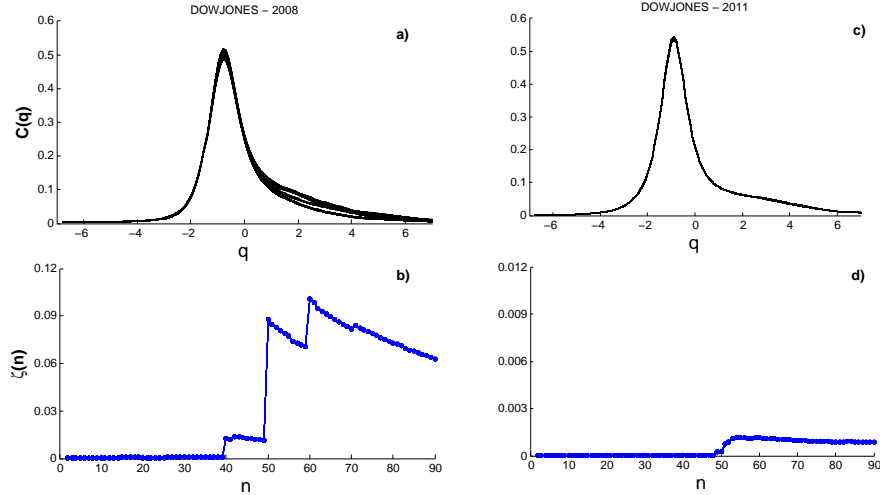 DOWJONES – 2008
a)
C(q)
0.6
0.5
0.4
0.3
0.2
0.1
0
−6 −4 −2 0 2 4 6
q
DOWJONES – 2011
c)
0.6
0.5
0.4
0.3
0.2
0.1
0
−6 −4 −2 0 2 4 6
q
b)
ζ(n)
0.12
0.09
0.06
0.03
0
0 10 20 30 40 50 60 70 80 90
n
d)
0.012
0.009
0.006
0.003
0
0 10 20 30 40 50 60 70 80 90
n